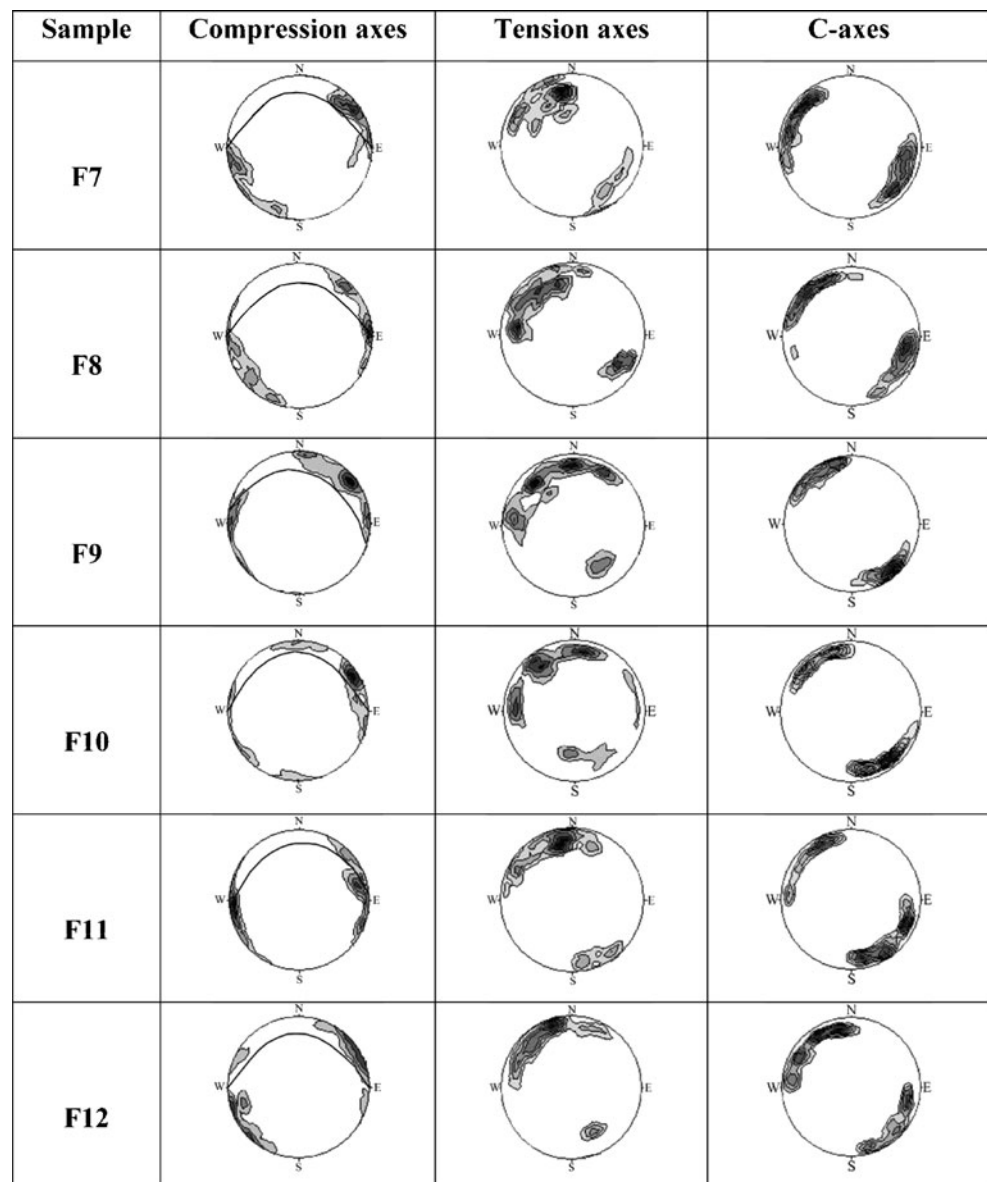 Sample Compression axes Tension axes C-axes
N N N
F7 W E W E W E
S S S
N N N
F8 W E W E W E
S S S
N N N
F9 W E W E W E
S S S
N N N
F10 W E W E W E
S S S
N N N
F11 W E W E W E
S S S
N N N
F12 W E W E W E
S S S